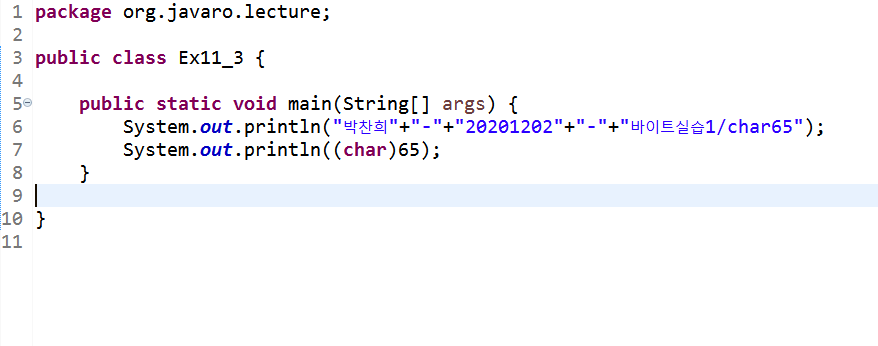 1 package org.javaro.lecture;
2
3 public class Ex11_3 {
4
5     public static void main(String[] args) {
6         System.out.println("박찬희"+"-"+"20201202"+"-"+"바이트실습1/char65");
7         System.out.println((char)65);
8     }
9
10 }
11